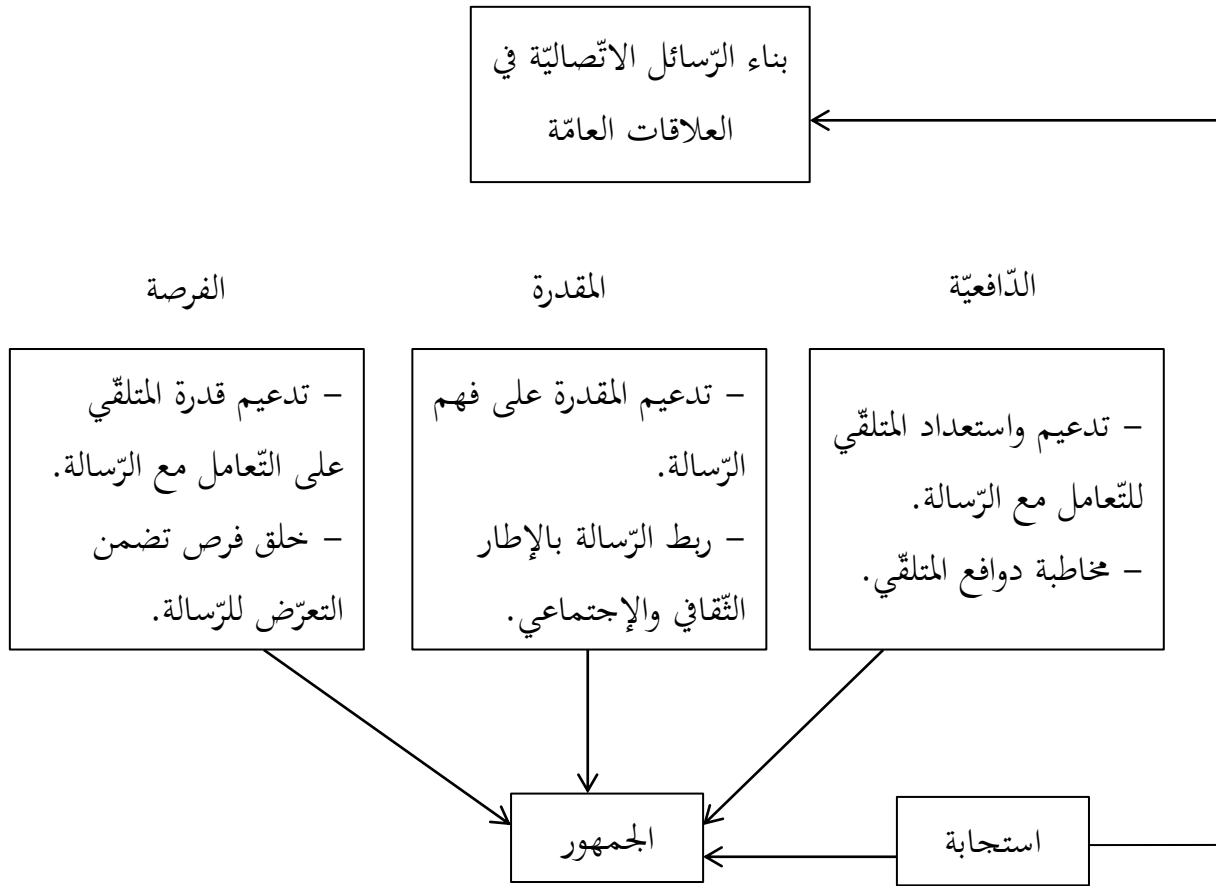 بناء الرّسائل الاتّصاليّة في
العلاقات العامّة
الدّافعيّة
المقدرة
الفرصة
– تدعيم واستعداد المتلقّي
للتّعامل مع الرّسالة.
– مخاطبة دوافع المتلقّي.
– تدعيم المقدرة على فهم
الرّسالة.
– ربط الرّسالة بالإطار
الثّقافي والإجتماعي.
– تدعيم قدرة المتلقّي
على التّعامل مع الرّسالة.
– خلق فرص تضمن
التعرّض للرّسالة.
استجابة
الجمهور